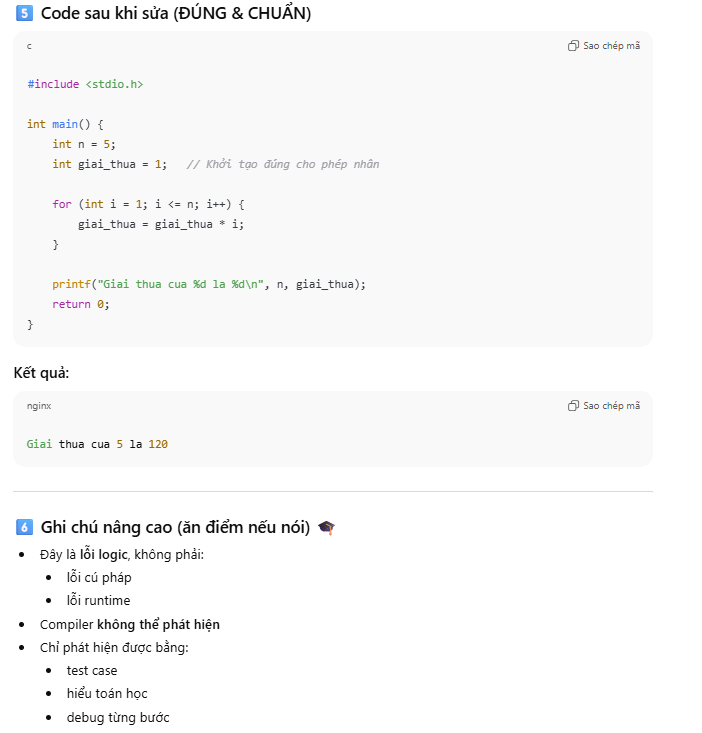 5 Code sau khi sửa (ĐÚNG & CHUẨN)
c
Sao chép mã
#include <stdio.h>
int main() {
    int n = 5;
    int giai_thua = 1;   // Khởi tạo đúng cho phép nhân
    for (int i = 1; i <= n; i++) {
        giai_thua = giai_thua * i;
    }
    printf("Giai thua cua %d la %d\n", n, giai_thua);
    return 0;
}
Kết quả:
nginx
Sao chép mã
Giai thua cua 5 la 120
6 Ghi chú nâng cao (ăn điểm nếu nói) 🎓
• Đây là lỗi logic, không phải:
• lỗi cú pháp
• lỗi runtime
• Compiler không thể phát hiện
• Chỉ phát hiện được bằng:
• test case
• hiểu toán học
• debug từng bước